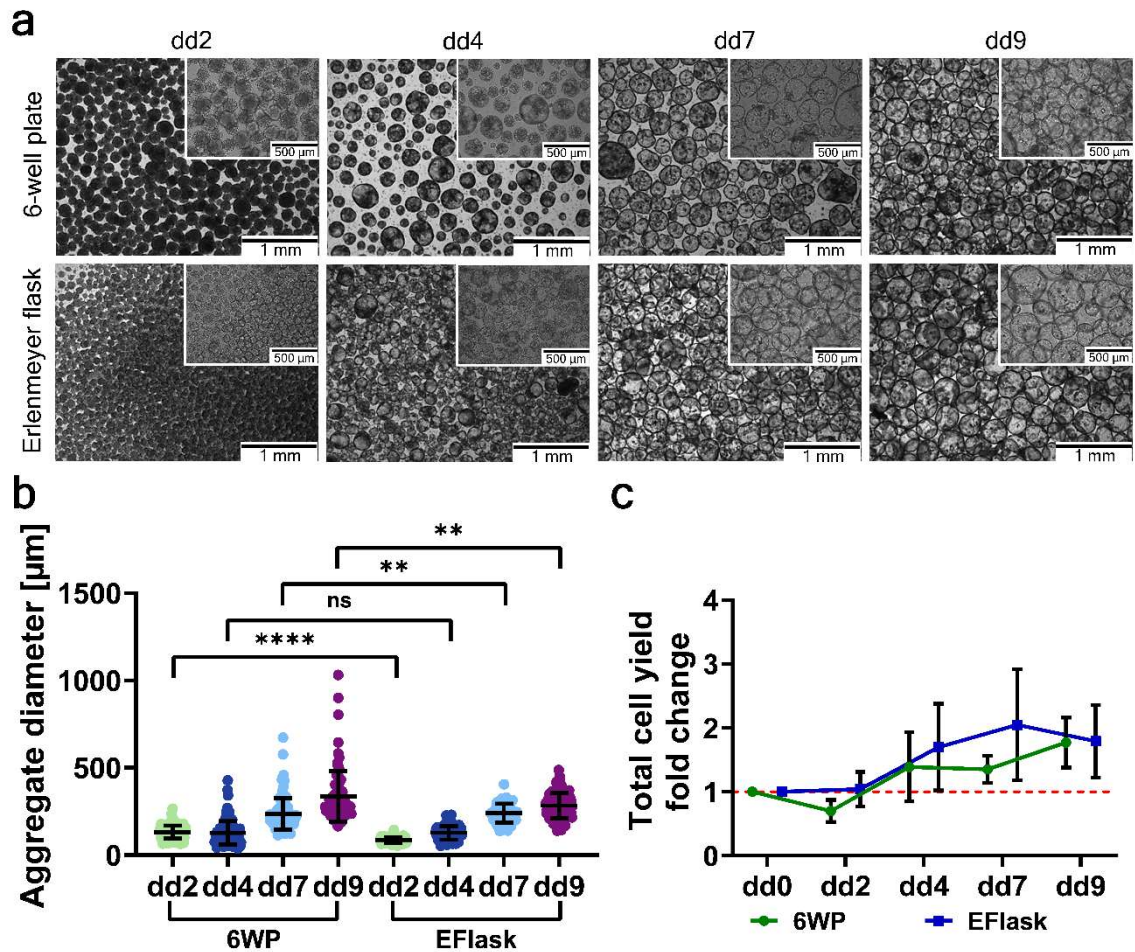 a
dd2 dd4 dd7 dd9
6-well plate
500 µm 500 µm 500 µm 500 µm
1 mm 1 mm 1 mm 1 mm
Erlenmeyer flask
500 µm 500 µm 500 µm 500 µm
1 mm 1 mm 1 mm 1 mm
b
Aggregate diameter [µm]
**
**
ns
****
1500
1000
500
0
dd2 dd4 dd7 dd9 dd2 dd4 dd7 dd9
6WP EFlask
c
Total cell yield
fold change
4
3
2
1
0
dd0 dd2 dd4 dd7 dd9
6WP EFlask